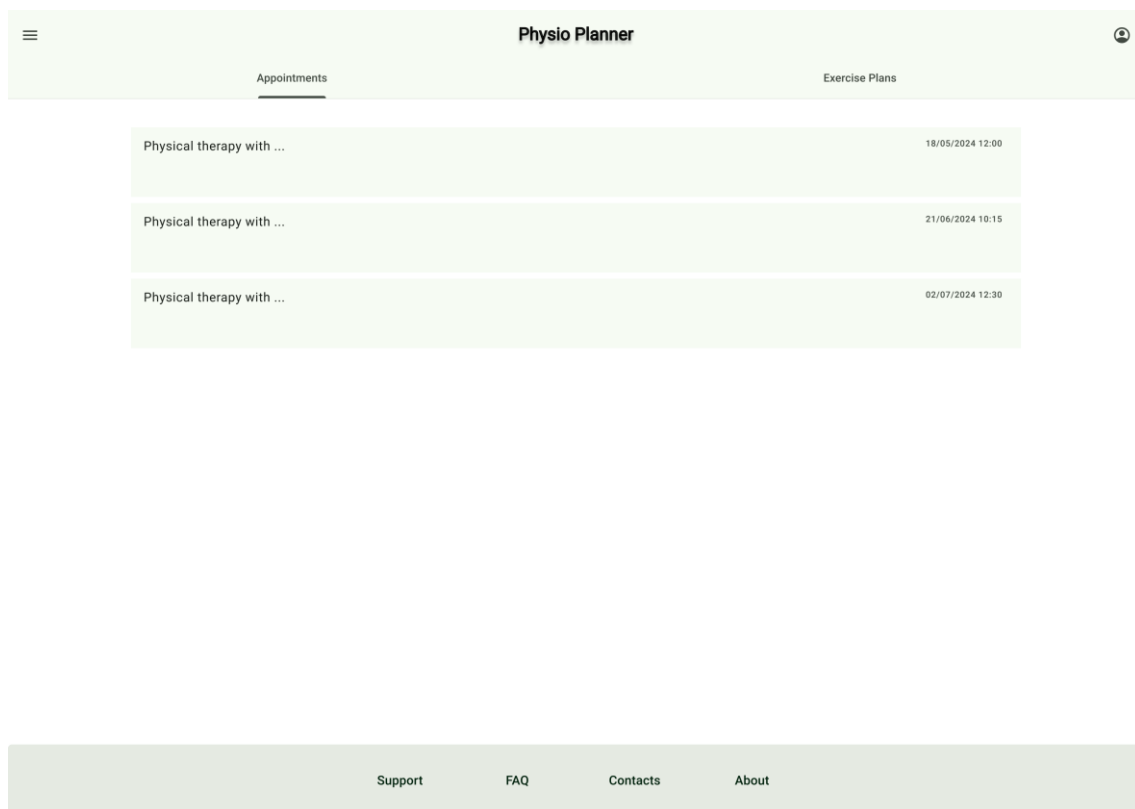 Physio Planner
Appointments Exercise Plans
Physical therapy with ... 18/05/2024 12:00
Physical therapy with ... 21/06/2024 10:15
Physical therapy with ... 02/07/2024 12:30
Support FAQ Contacts About